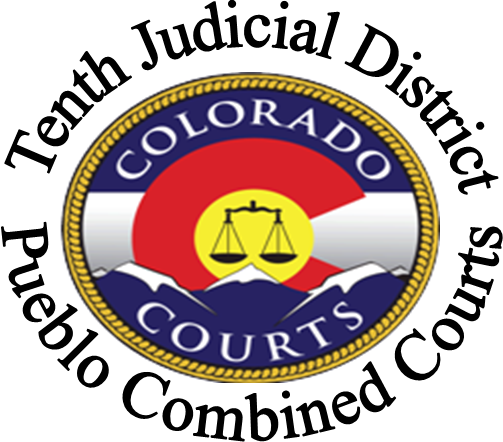 Tenth Judicial District
COLORADO
COURTS
Pueblo Combined Courts